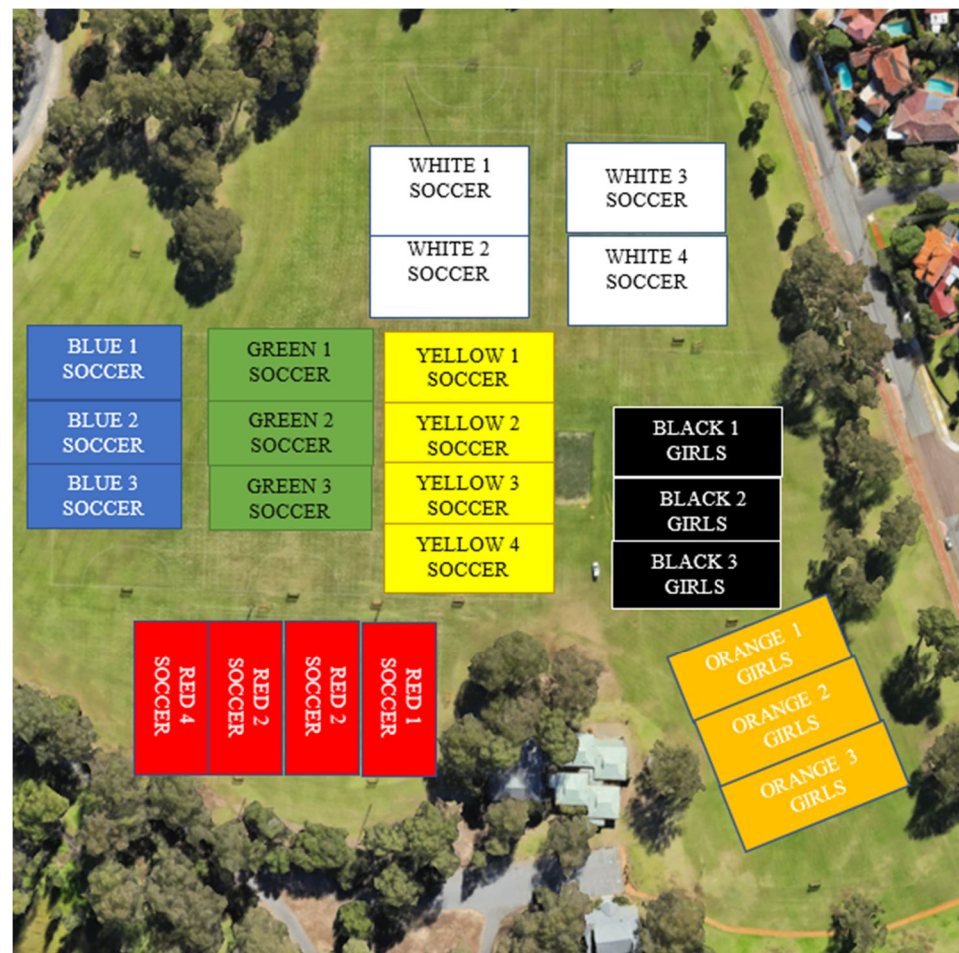 WHITE 1
SOCCER
WHITE 3
SOCCER
WHITE 2
SOCCER
WHITE 4
SOCCER
BLUE 1
SOCCER
GREEN 1
SOCCER
YELLOW 1
SOCCER
BLUE 2
SOCCER
GREEN 2
SOCCER
YELLOW 2
SOCCER
BLACK 1
GIRLS
BLUE 3
SOCCER
GREEN 3
SOCCER
YELLOW 3
SOCCER
BLACK 2
GIRLS
YELLOW 4
SOCCER
BLACK 3
GIRLS
RED 4
SOCCER
RED 2
SOCCER
RED 2
SOCCER
RED 1
SOCCER
ORANGE 1
GIRLS
ORANGE 2
GIRLS
ORANGE 3
GIRLS